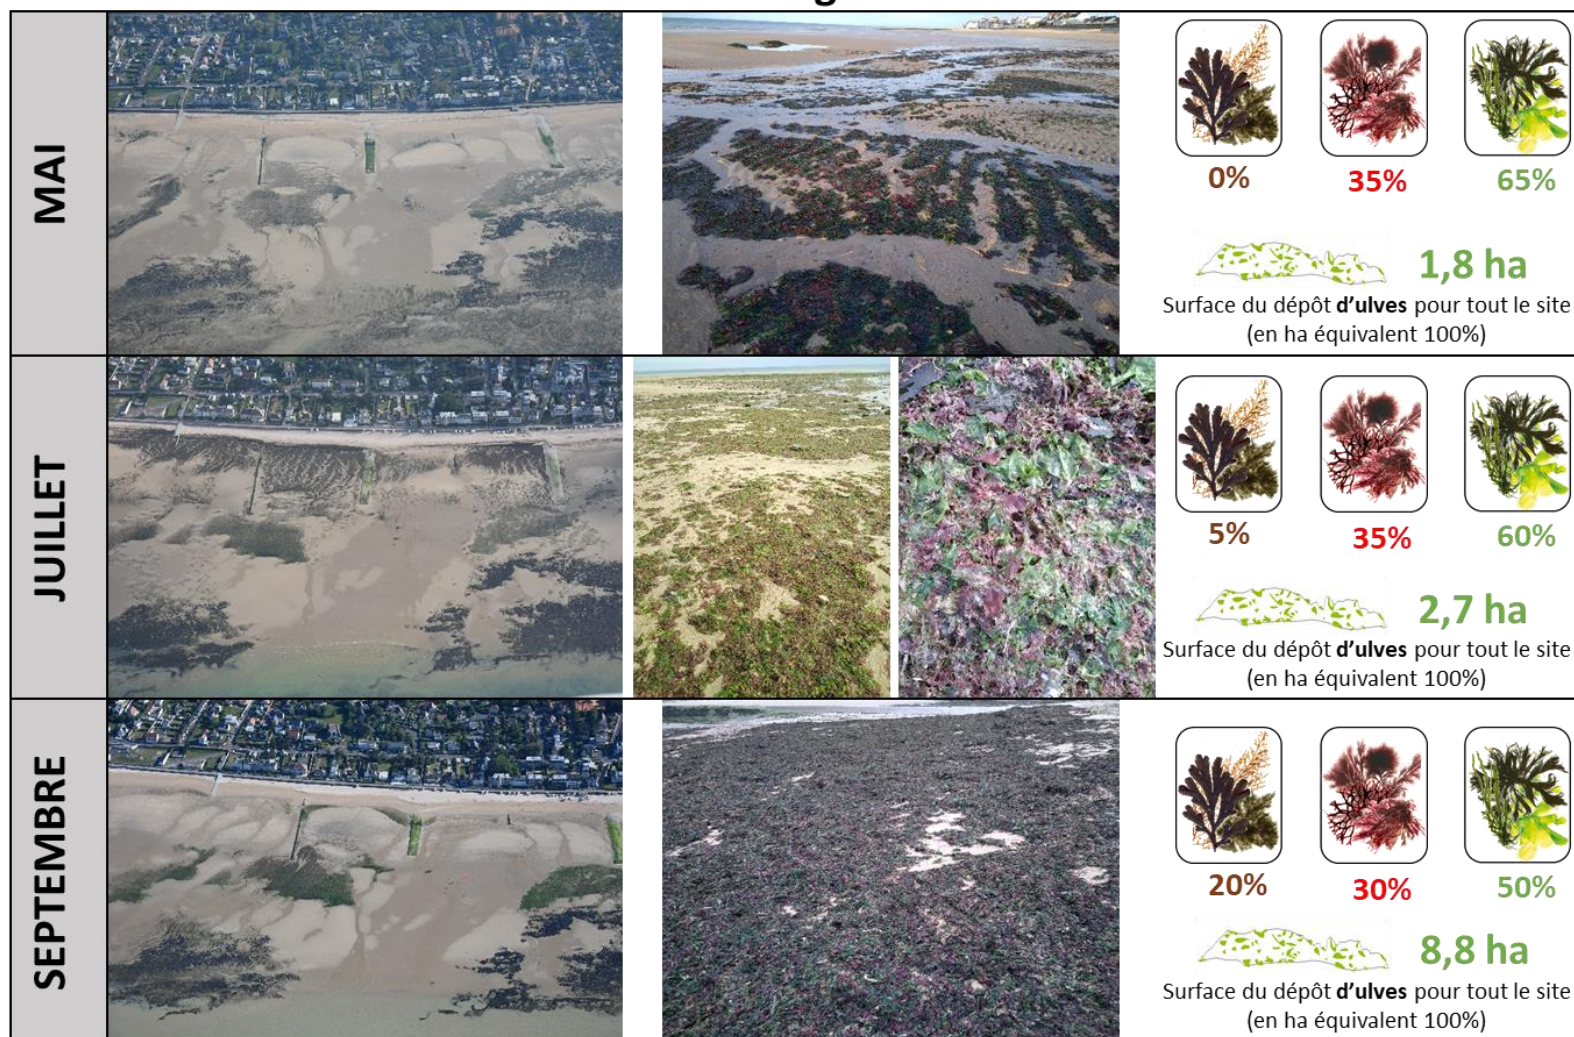 MAI
0%
35%
65%
1,8 ha
Surface du dépôt d'ulves pour tout le site
(en ha équivalent 100%)
JUILLET
5%
35%
60%
2,7 ha
Surface du dépôt d'ulves pour tout le site
(en ha équivalent 100%)
SEPTEMBRE
20%
30%
50%
8,8 ha
Surface du dépôt d'ulves pour tout le site
(en ha équivalent 100%)